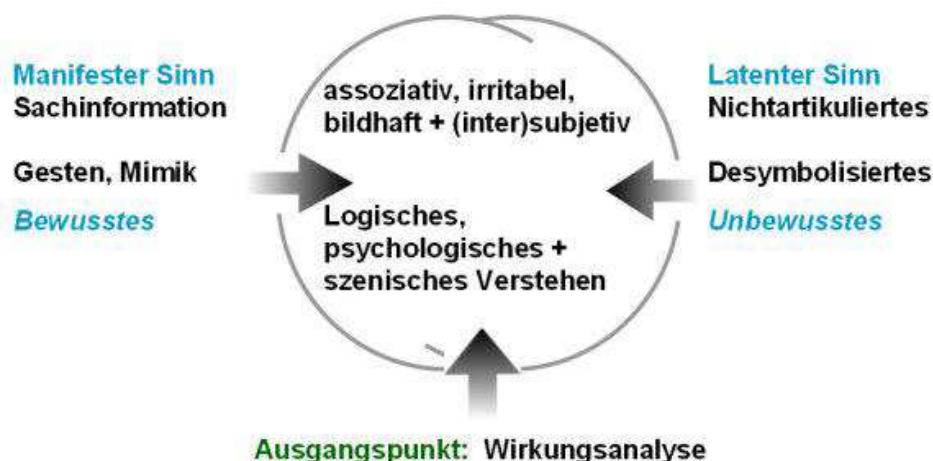 Manifester Sinn
Sachinformation
Gesten, Mimik
Bewusstes
assoziativ, irritabel,
bildhaft + (inter)subjetiv
Logisches,
psychologisches +
szenisches Verstehen
Latenter Sinn
Nichtartikuliertes
Desymbolisiertes
Unbewusstes
Ausgangspunkt: Wirkungsanalyse